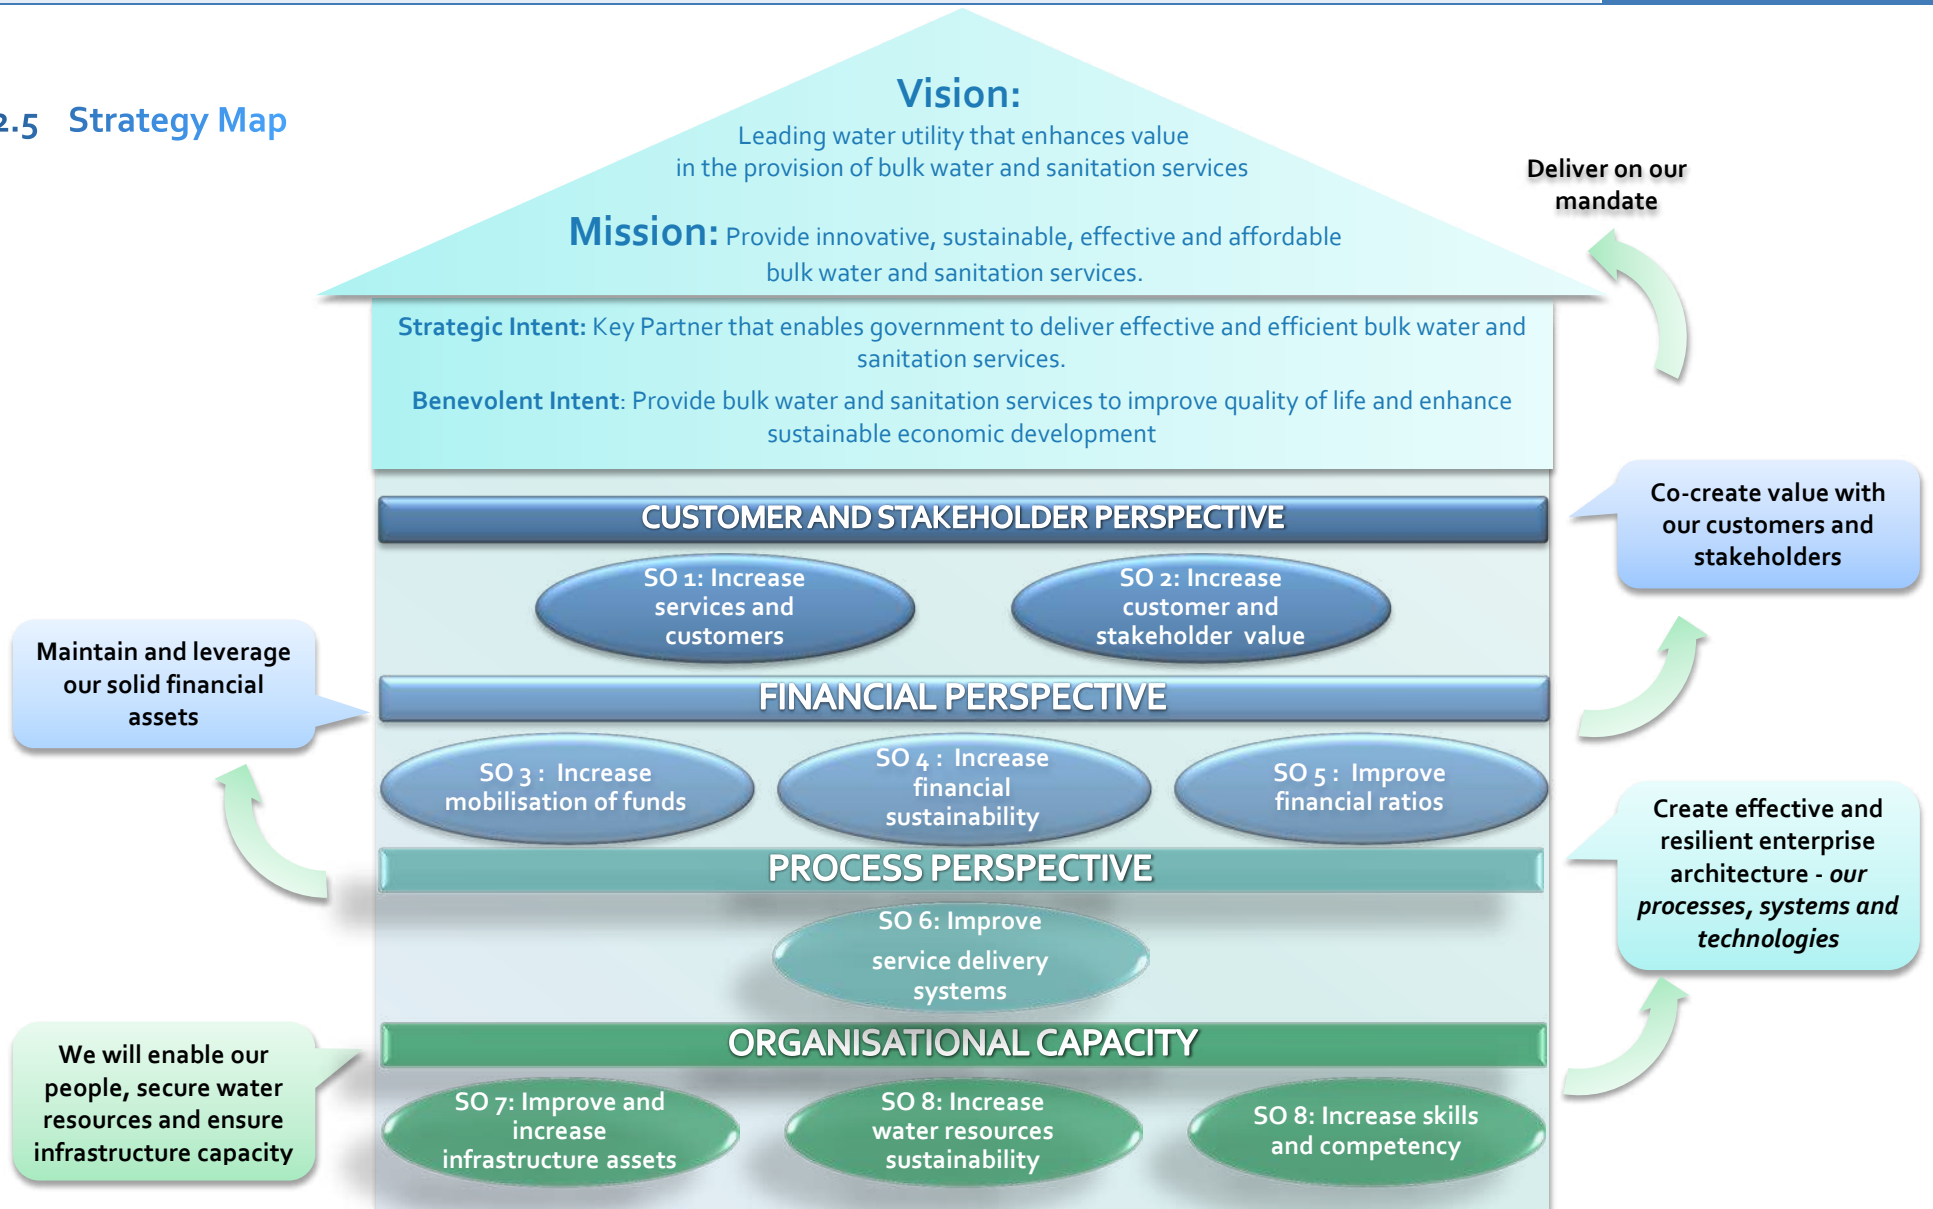 2.5 Strategy Map
Vision:
Leading water utility that enhances value
in the provision of bulk water and sanitation services
Mission: Provide innovative, sustainable, effective and affordable
bulk water and sanitation services.
Deliver on our
mandate
Strategic Intent: Key Partner that enables government to deliver effective and efficient bulk water and
sanitation services.
Benevolent Intent: Provide bulk water and sanitation services to improve quality of life and enhance
sustainable economic development
CUSTOMER AND STAKEHOLDER PERSPECTIVE
Co-create value with
our customers and
stakeholders
SO 1: Increase
services and
customers
SO 2: Increase
customer and
stakeholder value
Maintain and leverage
our solid financial
assets
FINANCIAL PERSPECTIVE
SO 3 : Increase
mobilisation of funds
SO 4 : Increase
financial
sustainability
SO 5 : Improve
financial ratios
Create effective and
resilient enterprise
architecture - our
processes, systems and
technologies
PROCESS PERSPECTIVE
SO 6: Improve
service delivery
systems
ORGANISATIONAL CAPACITY
We will enable our
people, secure water
resources and ensure
infrastructure capacity
SO 7: Improve and
increase
infrastructure assets
SO 8: Increase
water resources
sustainability
SO 8: Increase skills
and competency